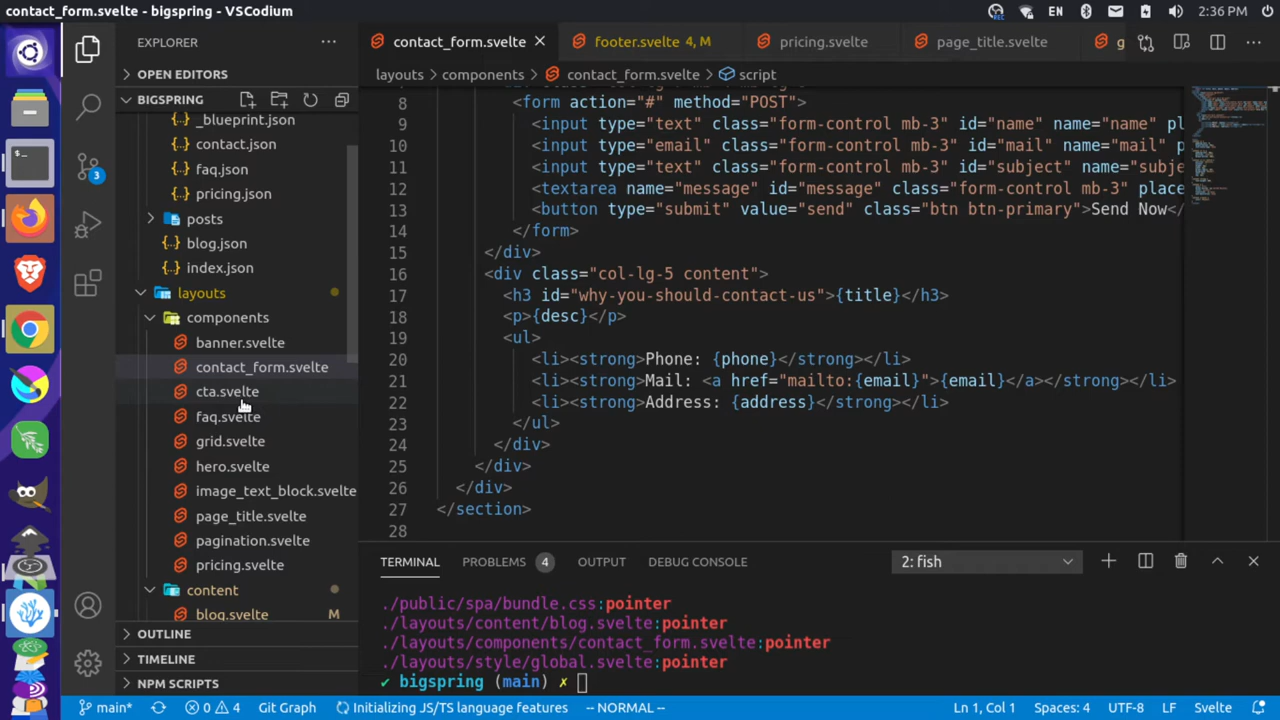 contact_form.svelte - bigspring - VSCodium
EN
2:36 PM
EXPLORER
contact_form.svelte
footer.svelte 4, M
pricing.svelte
page_title.svelte
g
OPEN EDITORS
layouts > components > contact_form.svelte > script
BIGSPRING
_blueprint.json
contact.json
faq.json
pricing.json
posts
blog.json
index.json
layouts
components
banner.svelte
contact_form.svelte
cta.svelte
faq.svelte
grid.svelte
hero.svelte
image_text_block.svelte
page_title.svelte
pagination.svelte
pricing.svelte
content
blog.svelte M
OUTLINE
TIMELINE
NPM SCRIPTS
3
8 <form action="#" method="POST">
9 <input type="text" class="form-control mb-3" id="name" name="name" pl
10 <input type="email" class="form-control mb-3" id="mail" name="mail" p
11 <input type="text" class="form-control mb-3" id="subject" name="subje
12 <textarea name="message" id="message" class="form-control mb-3" place
13 <button type="submit" value="send" class="btn btn-primary">Send Now</
14 </form>
15 </div>
16 <div class="col-lg-5 content">
17 <h3 id="why-you-should-contact-us">{title}</h3>
18 <p>{desc}</p>
19 <ul>
20 <li><strong>Phone: {phone}</strong></li>
21 <li><strong>Mail: <a href="mailto:{email}">{email}</a></strong></li>
22 <li><strong>Address: {address}</strong></li>
23 </ul>
24 </div>
25 </div>
26 </div>
27 </section>
28
TERMINAL PROBLEMS 4 OUTPUT DEBUG CONSOLE 2: fish
./public/spa/bundle.css:pointer
./layouts/content/blog.svelte:pointer
./layouts/components/contact_form.svelte:pointer
./layouts/style/global.svelte:pointer
✔ bigspring (main) ✗
main* 0 4 Git Graph Initializing JS/TS language features -- NORMAL -- Ln 1, Col 1 Spaces: 4 UTF-8 LF Svelte